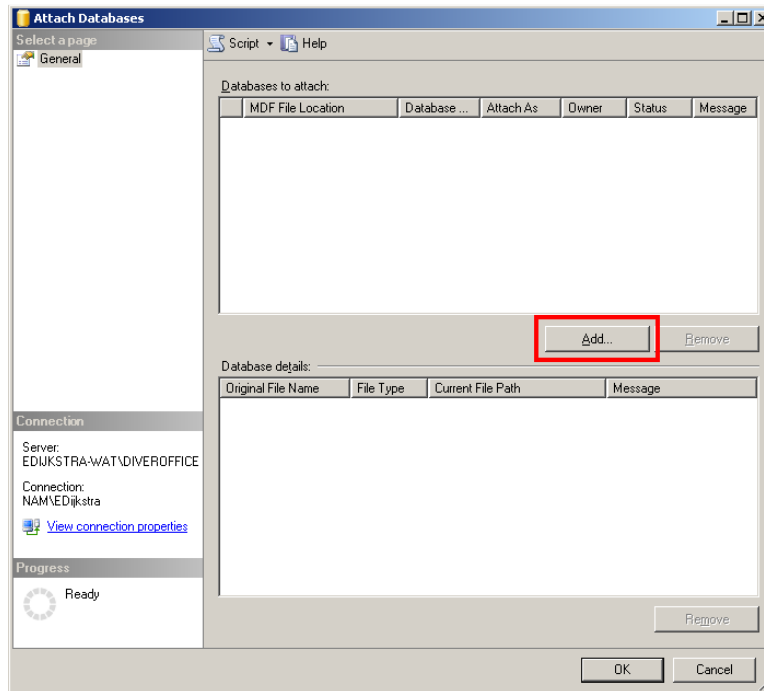 Attach Databases
Select a page
General
Script
Help
Databases to attach:
MDF File Location Database ... Attach As Owner Status Message
Add... Remove
Database details:
Original File Name File Type Current File Path Message
Connection
Server:
EDIJKSTRA-WAT\DIVEROFFICE
Connection:
NAM\EDijkstra
View connection properties
Progress
Ready
Remove
OK Cancel